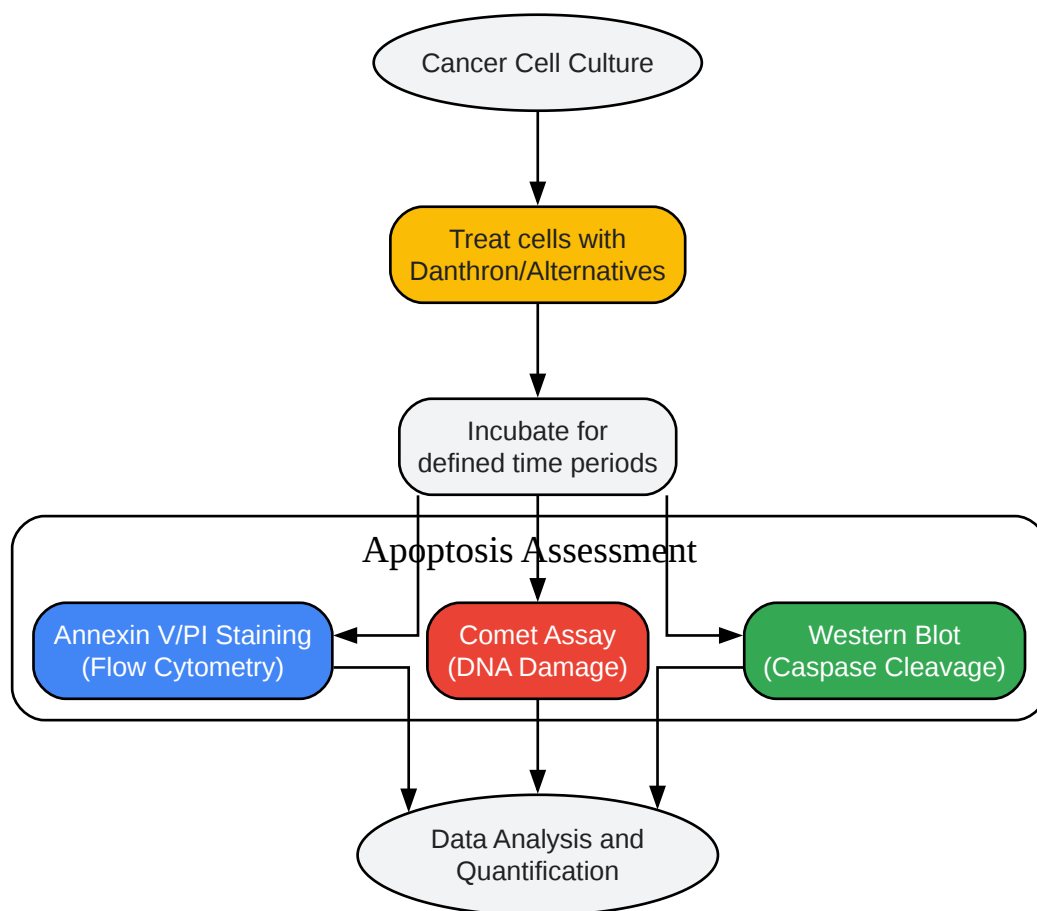 Cancer Cell Culture
Treat cells with
Danthron/Alternatives
Incubate for
defined time periods
Apoptosis Assessment
Annexin V/PI Staining
(Flow Cytometry)
Comet Assay
(DNA Damage)
Western Blot
(Caspase Cleavage)
Data Analysis and
Quantification